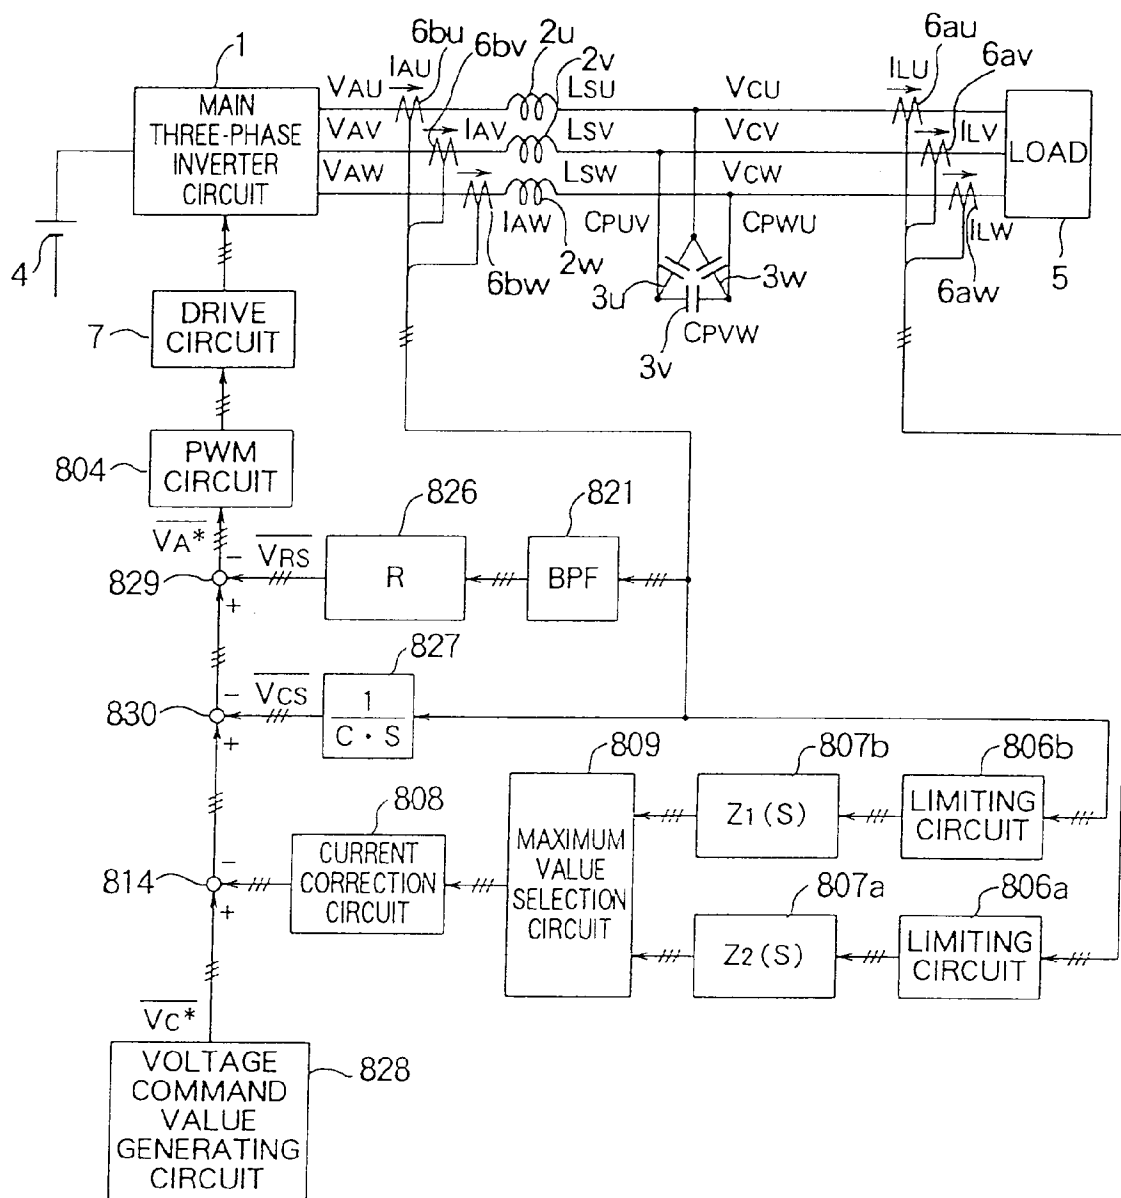 1
6bu
6bv
2u
2v
6au
6av
MAIN
THREE-PHASE
INVERTER
CIRCUIT
VAU
IAU
LSU
VCU
ILU
VAV
IAV
LSV
VCV
ILV
LOAD
VAW
LSW
VCW
IAW
CPUV
CPWU
ILW
4
6bw
2w
3u
3w
6aw
5
CPVW
3v
7
DRIVE
CIRCUIT
804
PWM
CIRCUIT
VA*
826
821
829
−
+
VRS
R
BPF
827
830
−
+
VCS
1
C・S
809
807b
806b
808
MAXIMUM
VALUE
SELECTION
CIRCUIT
Z1(S)
LIMITING
CIRCUIT
814
−
+
CURRENT
CORRECTION
CIRCUIT
807a
806a
Z2(S)
LIMITING
CIRCUIT
VC*
VOLTAGE
COMMAND
VALUE
GENERATING
CIRCUIT
828